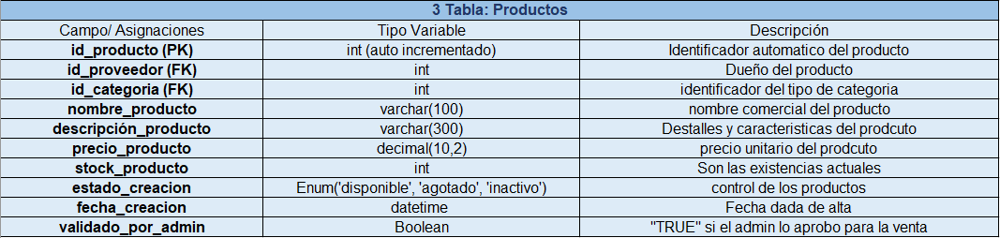 3 Tabla: Productos
Campo/ Asignaciones Tipo Variable Descripción
id_producto (PK) int (auto incrementado) Identificador automatico del producto
id_proveedor (FK) int Dueño del producto
id_categoria (FK) int identificador del tipo de categoria
nombre_producto varchar(100) nombre comercial del producto
descripción_producto varchar(300) Destalles y caracteristicas del prodcuto
precio_producto decimal(10,2) precio unitario del prodcuto
stock_producto int Son las existencias actuales
estado_creacion Enum('disponible', 'agotado', 'inactivo') control de los productos
fecha_creacion datetime Fecha dada de alta
validado_por_admin Boolean "TRUE" si el admin lo aprobo para la venta